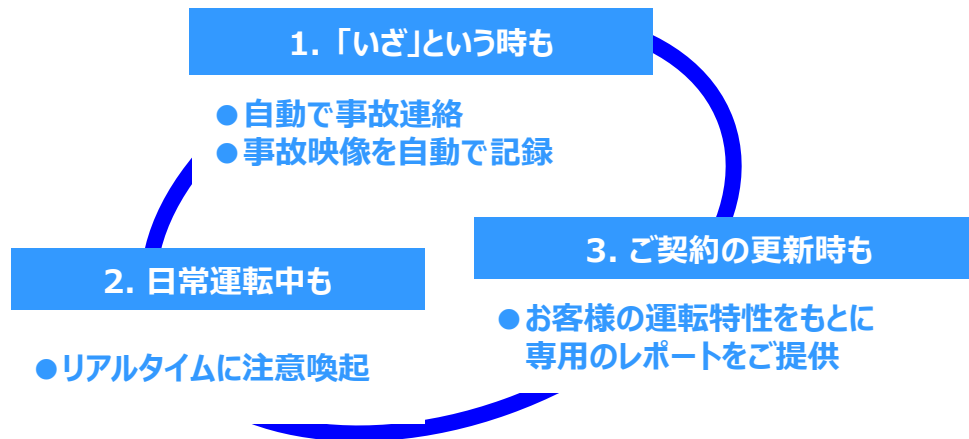 1. 「いざ」という時も
●自動で事故連絡
●事故映像を自動で記録
2. 日常運転中も
●リアルタイムに注意喚起
3. ご契約の更新時も
●お客様の運転特性をもとに
専用のレポートをご提供